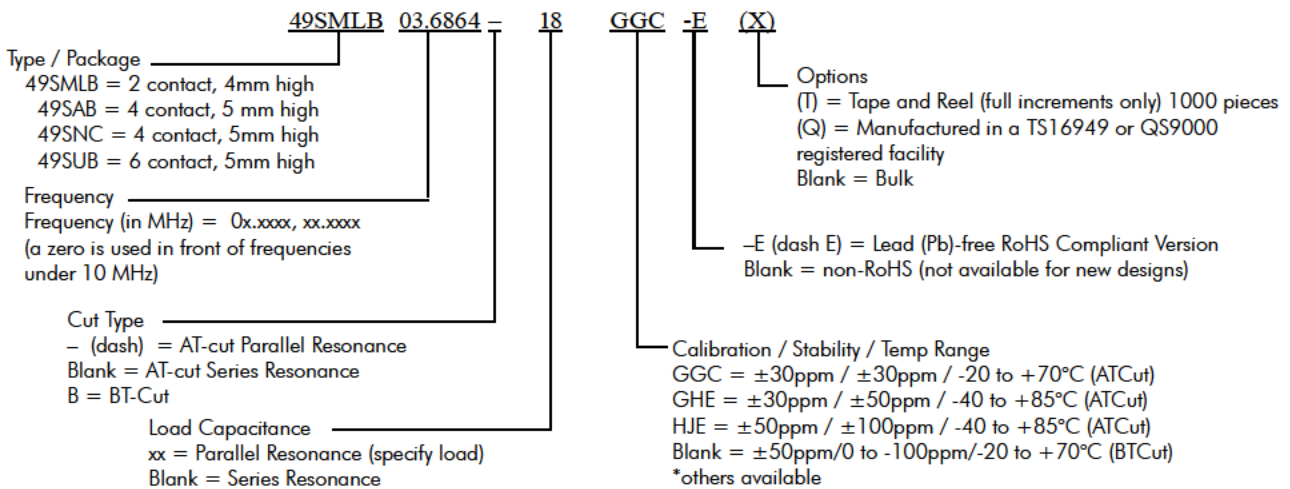 49SMLB 03.6864 – 18 GGC -E (X)
Type / Package
49SMLB = 2 contact, 4mm high
49SAB = 4 contact, 5 mm high
49SNC = 4 contact, 5mm high
49SUB = 6 contact, 5mm high
Frequency
Frequency (in MHz) = 0x.xxxx, xx.xxxx
(a zero is used in front of frequencies
under 10 MHz)
Cut Type
– (dash) = AT-cut Parallel Resonance
Blank = AT-cut Series Resonance
B = BT-Cut
Load Capacitance
xx = Parallel Resonance (specify load)
Blank = Series Resonance
Options
(T) = Tape and Reel (full increments only) 1000 pieces
(Q) = Manufactured in a TS16949 or QS9000
registered facility
Blank = Bulk
–E (dash E) = Lead (Pb)-free RoHS Compliant Version
Blank = non-RoHS (not available for new designs)
Calibration / Stability / Temp Range
GGC = ±30ppm / ±30ppm / -20 to +70°C (ATCut)
GHE = ±30ppm / ±50ppm / -40 to +85°C (ATCut)
HJE = ±50ppm / ±100ppm / -40 to +85°C (ATCut)
Blank = ±50ppm/0 to -100ppm/-20 to +70°C (BTCut)
*others available